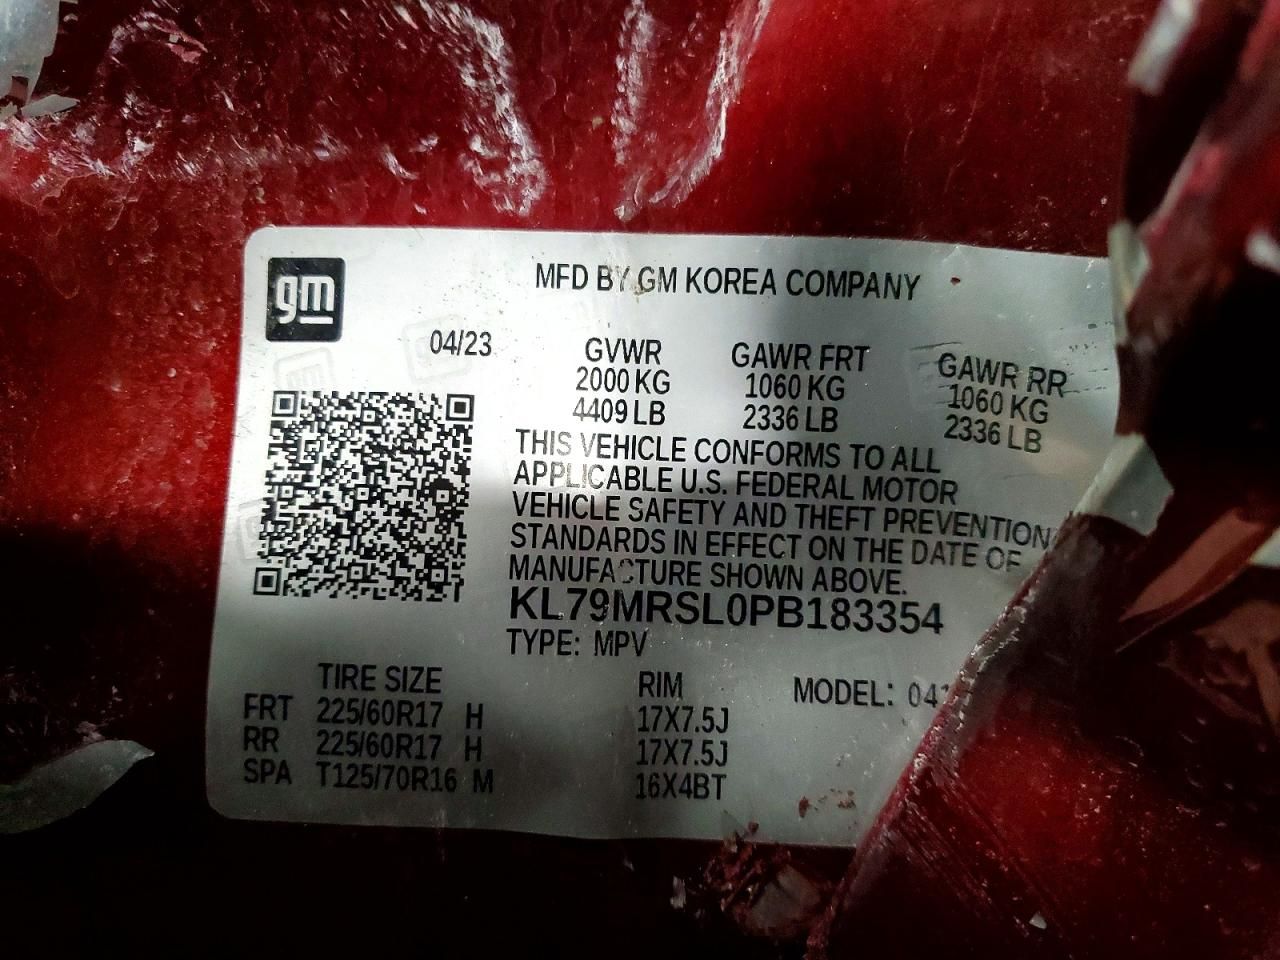 gm
MFD BY GM KOREA COMPANY
04/23
GVWR GAWR FRT GAWR RR
2000 KG 1060 KG 1060 KG
4409 LB 2336 LB 2336 LB
THIS VEHICLE CONFORMS TO ALL
APPLICABLE U.S. FEDERAL MOTOR
VEHICLE SAFETY AND THEFT PREVENTION
STANDARDS IN EFFECT ON THE DATE OF
MANUFACTURE SHOWN ABOVE.
KL79MRSL0PB183354
TYPE: MPV
TIRE SIZE RIM MODEL:
FRT 225/60R17 H 17X7.5J
RR 225/60R17 H 17X7.5J
SPA T125/70R16 M 16X4BT